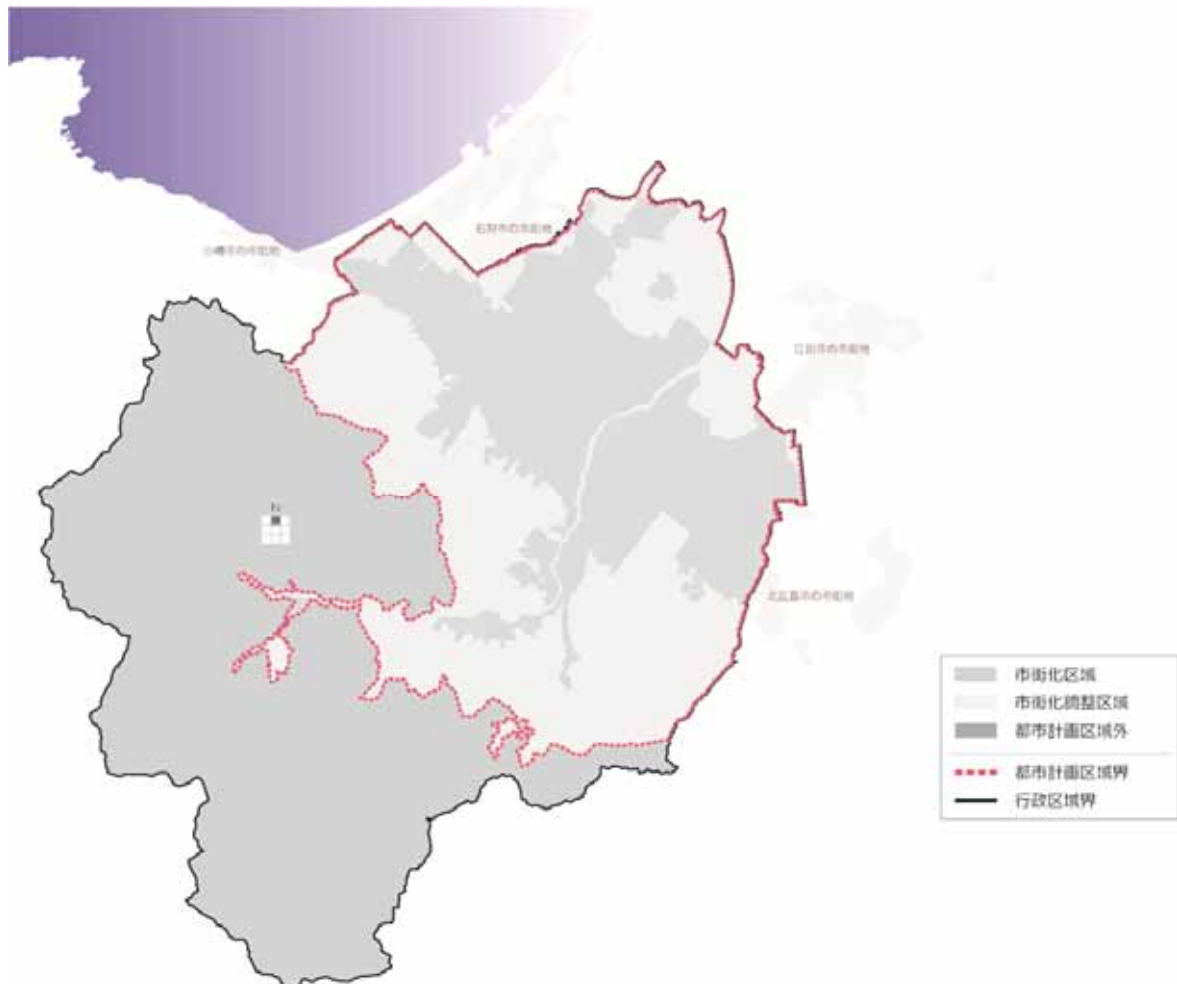 石狩市の市街地
小樽市の市街地
江別市の市街地
N
北広島市の市街地
市街化区域
市街化調整区域
都市計画区域外
都市計画区域界
行政区域界